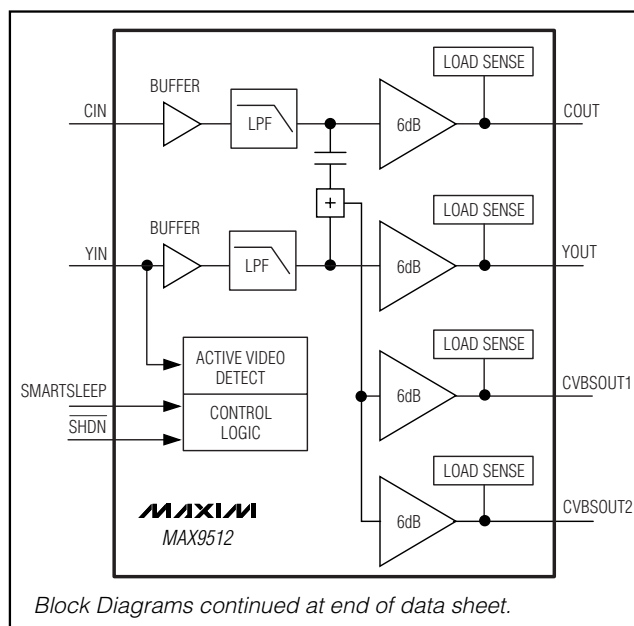 LOAD SENSE
BUFFER
CIN
LPF
6dB
COUT
+
LOAD SENSE
BUFFER
YIN
LPF
6dB
YOUT
LOAD SENSE
ACTIVE VIDEO
DETECT
SMARTSLEEP
CONTROL
LOGIC
SHDN
6dB
CVBSOUT1
LOAD SENSE
MAXIM
MAX9512
6dB
CVBSOUT2
Block Diagrams continued at end of data sheet.